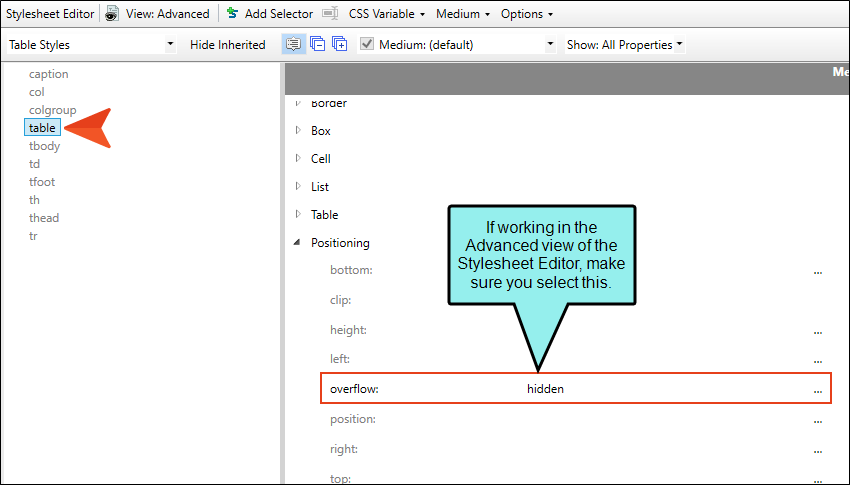 Stylesheet Editor View: Advanced Add Selector CSS Variable Medium Options
Table Styles Hide Inherited Medium: (default) Show: All Properties
Me
caption
col
colgroup
table
tbody
td
tfoot
th
thead
tr
Border
Box
Cell
List
Table
Positioning
bottom: ...
clip:
height: ...
left: ...
overflow: hidden ...
position: ...
right: ...
top: ...
If working in the
Advanced view of the
Stylesheet Editor, make
sure you select this.